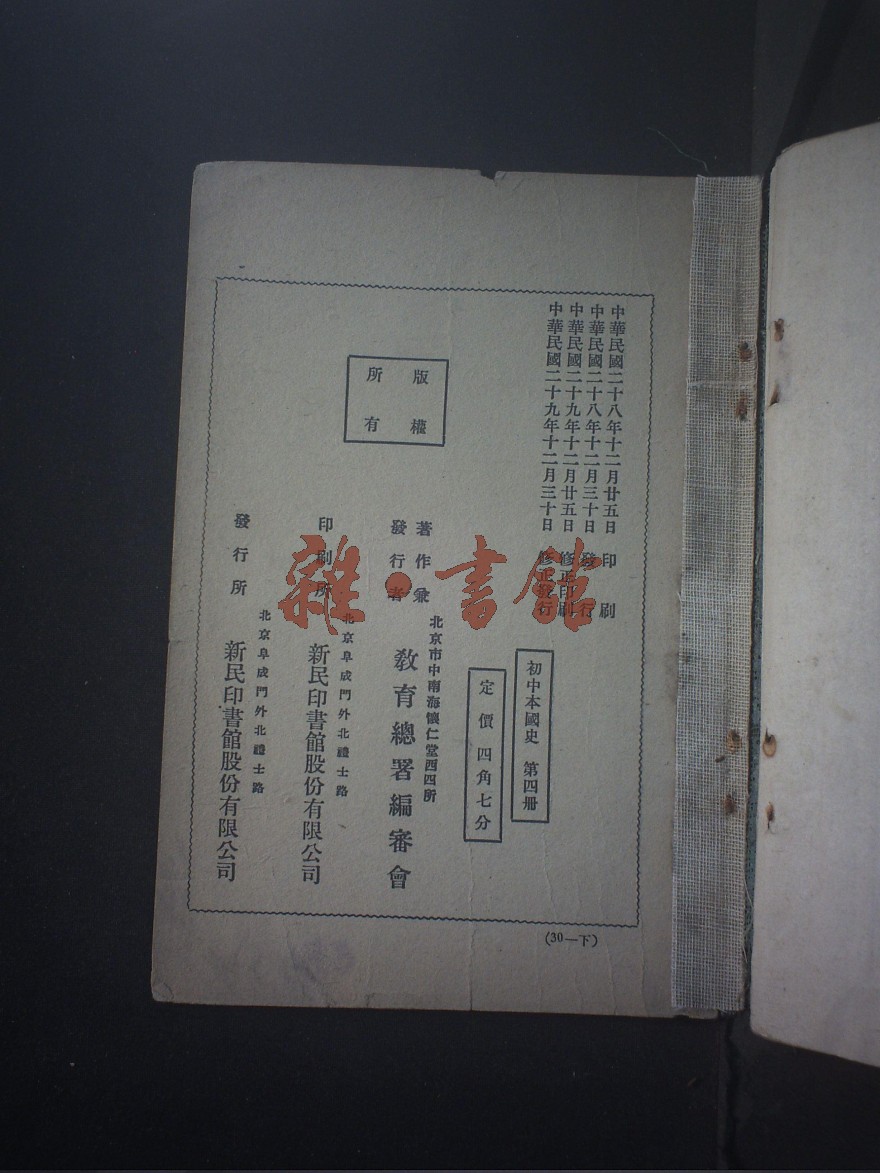 中華民國二十八年十二月廿五日 印刷
中華民國二十八年十二月三十日 發行
中華民國二十九年十二月廿五日 修正印刷
中華民國二十九年十二月三十日 修正發行
初中本國史 第四冊
定價四角七分
版權
所有
著作兼
發行者
北京市中南海懷仁堂西四所
教育總署編審會
印刷所
北京阜成門外北禮士路
新民印書館股份有限公司
發行所
北京阜成門外北禮士路
新民印書館股份有限公司
(30—下)
雜·書館